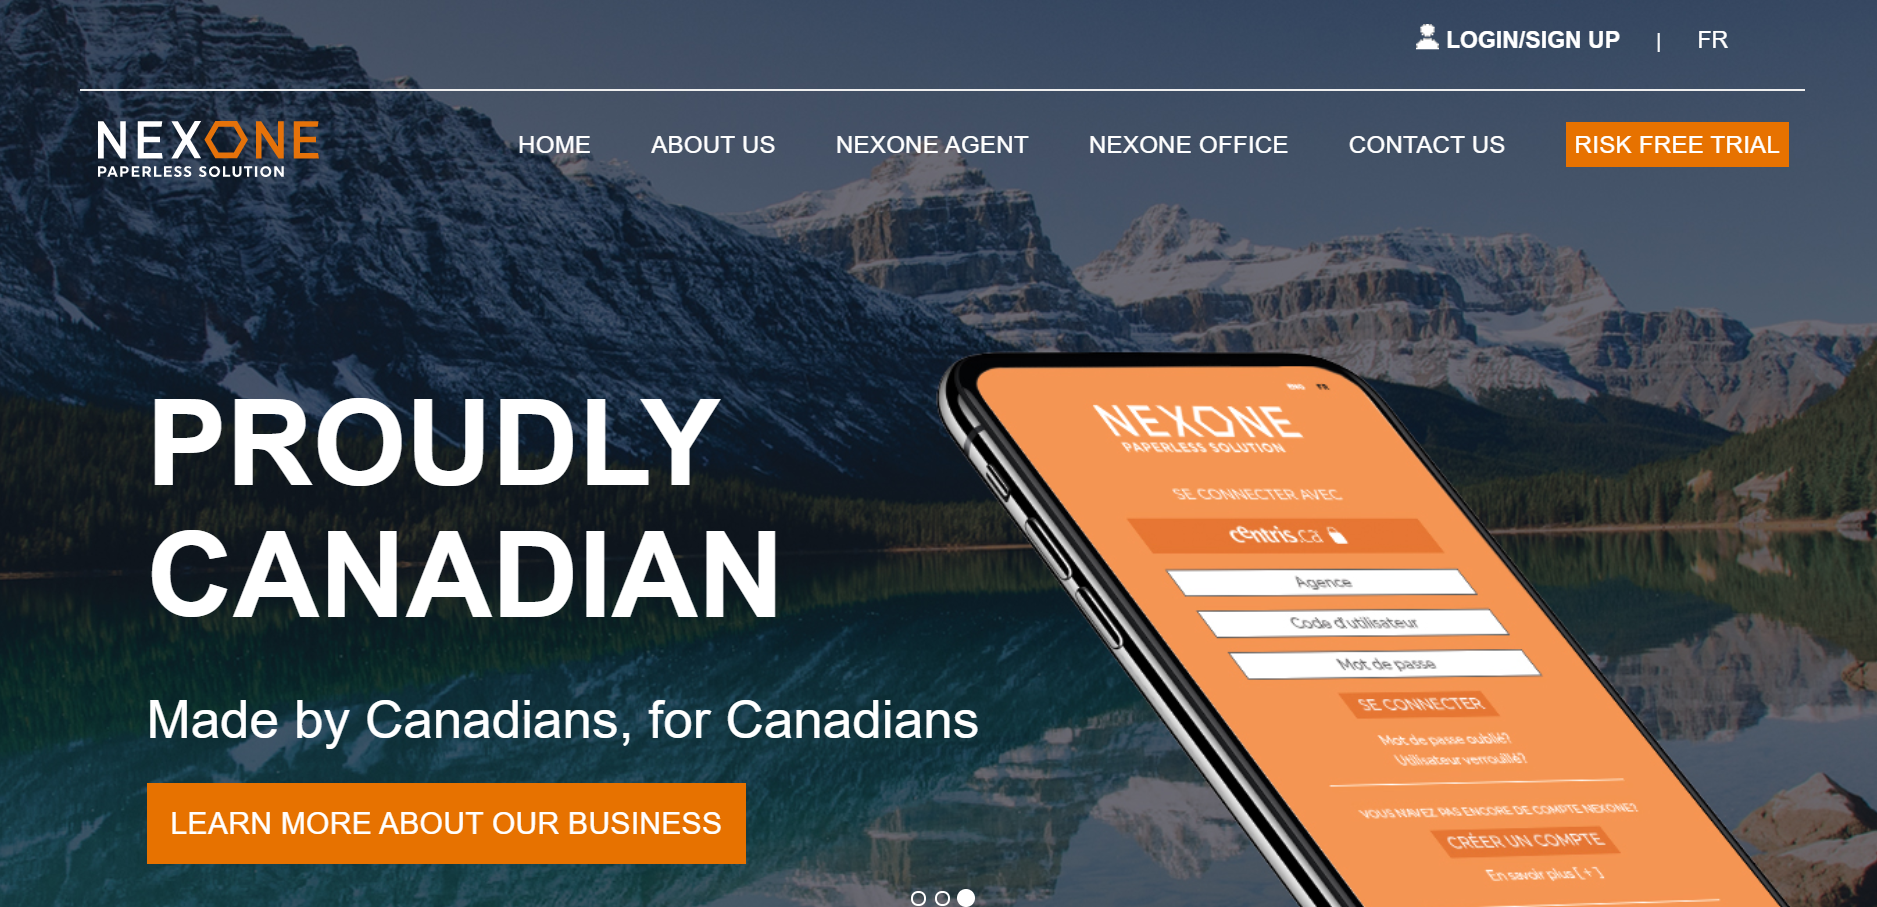 LOGIN/SIGN UP | FR
NEXONE
PAPERLESS SOLUTION
HOME ABOUT US NEXONE AGENT NEXONE OFFICE CONTACT US RISK FREE TRIAL
PROUDLY
CANADIAN
Made by Canadians, for Canadians
LEARN MORE ABOUT OUR BUSINESS
ENG FR
NEXONE
PAPERLESS SOLUTION
SE CONNECTER AVEC
centris.ca
Agence
Code d'utilisateur
Mot de passe
SE CONNECTER
Mot de passe oublié?
Utilisateur verrouillé?
VOUS N'AVEZ PAS ENCORE DE COMPTE NEXONE?
CRÉER UN COMPTE
En savoir plus [ + ]